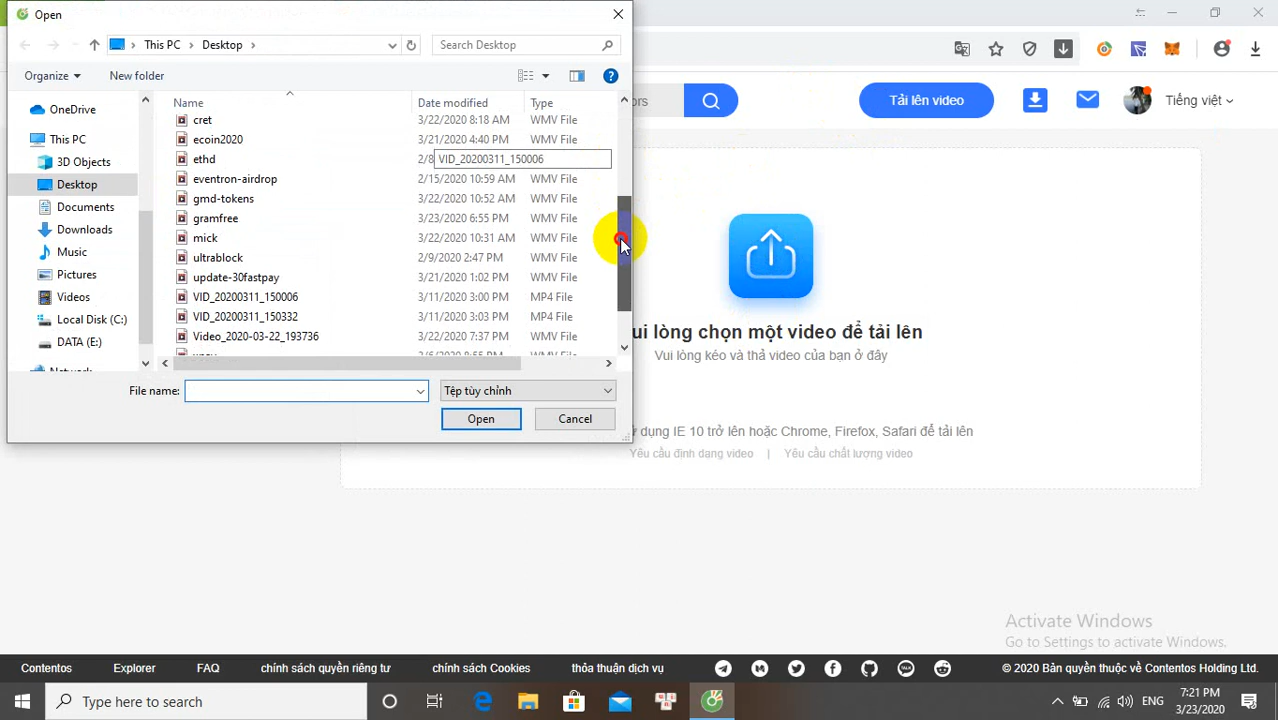 Open
This PC
Desktop
Search Desktop
Organize
New folder
Name
Date modified
Type
OneDrive
This PC
3D Objects
Desktop
Documents
Downloads
Music
Pictures
Videos
Local Disk (C:)
DATA (E:)
cret 3/22/2020 8:18 AM WMV File
ecoin2020 3/21/2020 4:40 PM WMV File
ethd 2/8 VID_20200311_150006
eventron-airdrop 2/15/2020 10:59 AM WMV File
gmd-tokens 3/22/2020 10:52 AM WMV File
gramfree 3/23/2020 6:55 PM WMV File
mick 3/22/2020 10:31 AM WMV File
ultrablock 2/9/2020 2:47 PM WMV File
update-30fastpay 3/21/2020 1:02 PM WMV File
VID_20200311_150006 3/11/2020 3:00 PM MP4 File
VID_20200311_150332 3/11/2020 3:03 PM MP4 File
Video_2020-03-22_193736 3/22/2020 7:37 PM WMV File
File name:
Tệp tùy chỉnh
Open
Cancel
ors
Tải lên video
Tiếng việt
ui lòng chọn một video để tải lên
Vui lòng kéo và thả video của bạn ở đây
ử dụng IE 10 trở lên hoặc Chrome, Firefox, Safari để tải lên
Yêu cầu đinh dạng video | Yêu cầu chất lượng video
Activate Windows
Go to Settings to activate Windows.
Contentos Explorer FAQ chính sách quyền riêng tư chính sách Cookies thỏa thuận dịch vụ © 2020 Bản quyền thuộc về Contentos Holding Ltd.
Type here to search
ENG
7:21 PM
3/23/2020